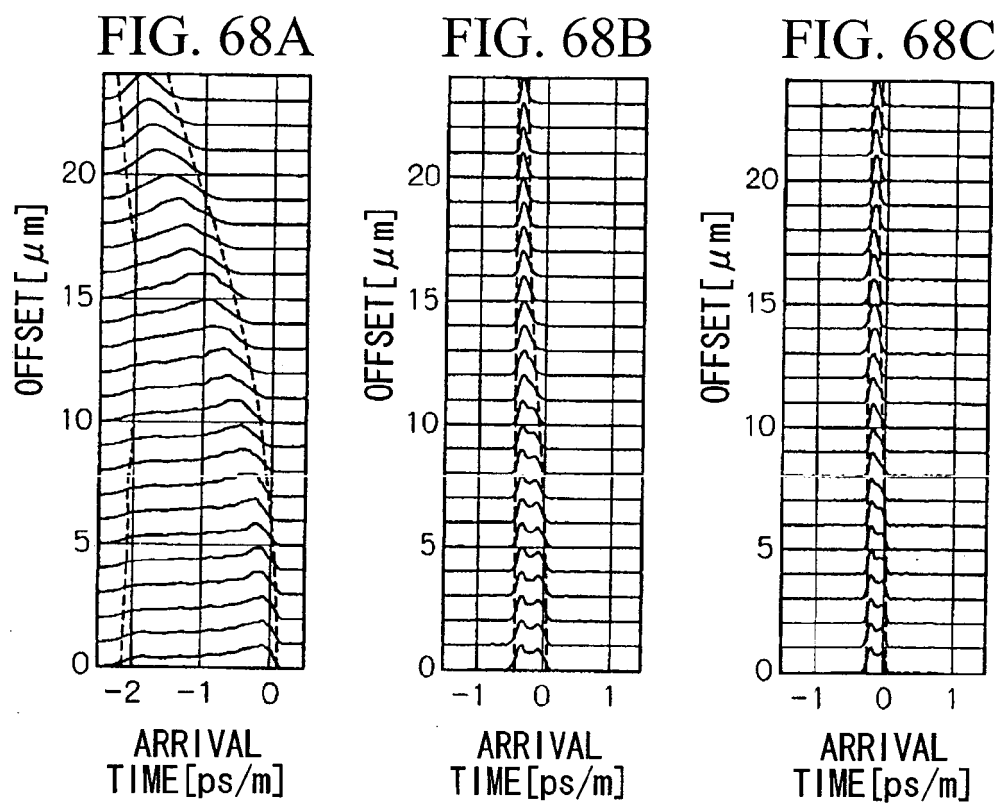 FIG. 68A
OFFSET [μm]
20
15
10
5
0
-2 -1 0
ARRIVAL
TIME [ps/m]
FIG. 68B
OFFSET [μm]
20
15
10
5
0
-1 0 1
ARRIVAL
TIME [ps/m]
FIG. 68C
OFFSET [μm]
20
15
10
5
0
-1 0 1
ARRIVAL
TIME [ps/m]